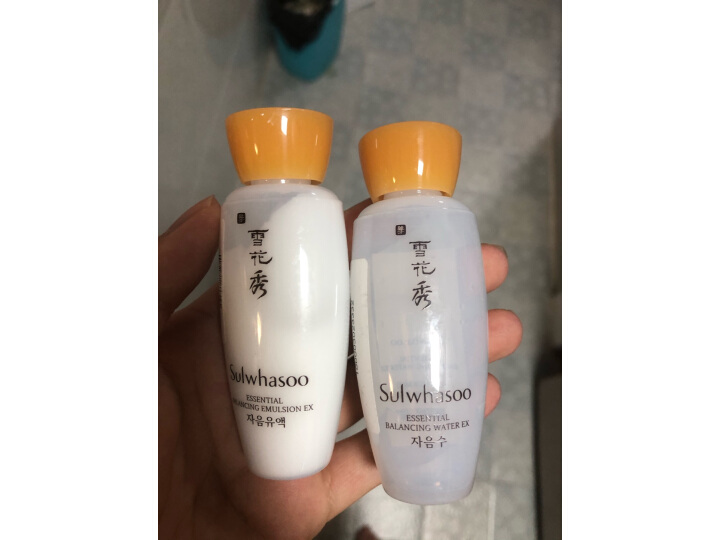 雪
花
秀
Sulwhasoo
ESSENTIAL
BALANCING EMULSION EX
자음유액
雪
花
秀
Sulwhasoo
ESSENTIAL
BALANCING WATER EX
자음수